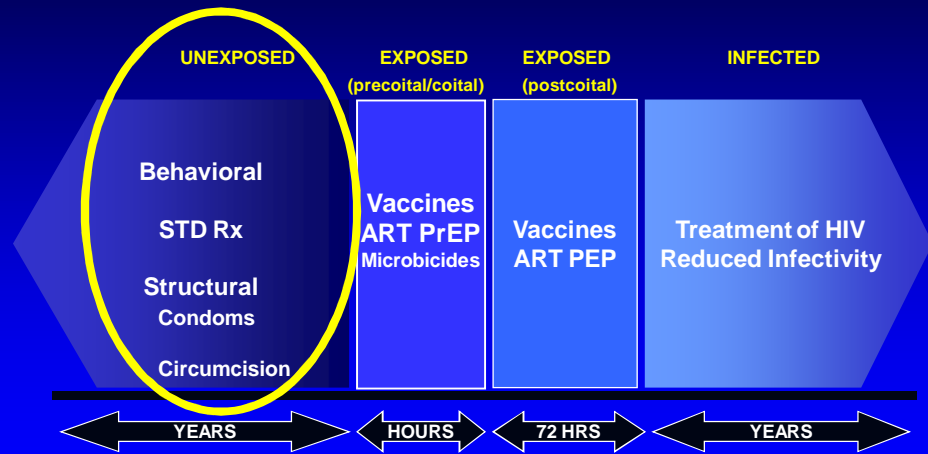 UNEXPOSED
EXPOSED
(precoital/coital)
EXPOSED
(postcoital)
INFECTED
Behavioral
STD Rx
Structural
Condoms
Circumcision
Vaccines
ART PrEP
Microbicides
Vaccines
ART PEP
Treatment of HIV
Reduced Infectivity
YEARS
HOURS
72 HRS
YEARS